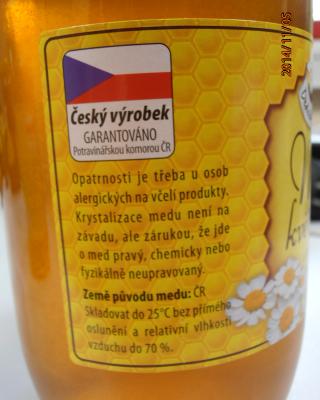 Český výrobek
GARANTOVÁNO
Potravinářskou komorou ČR
Opatrnosti je třeba u osob
alergických na včelí produkty.
Krystalizace medu není na
závadu, ale zárukou, že jde
o med pravý, chemicky nebo
fyzikálně neupravovaný.
Země původu medu: ČR
Skladovat do 25°C bez přímého
oslunění a relativní vlhkosti
vzduchu do 70 %.
2014/11/05